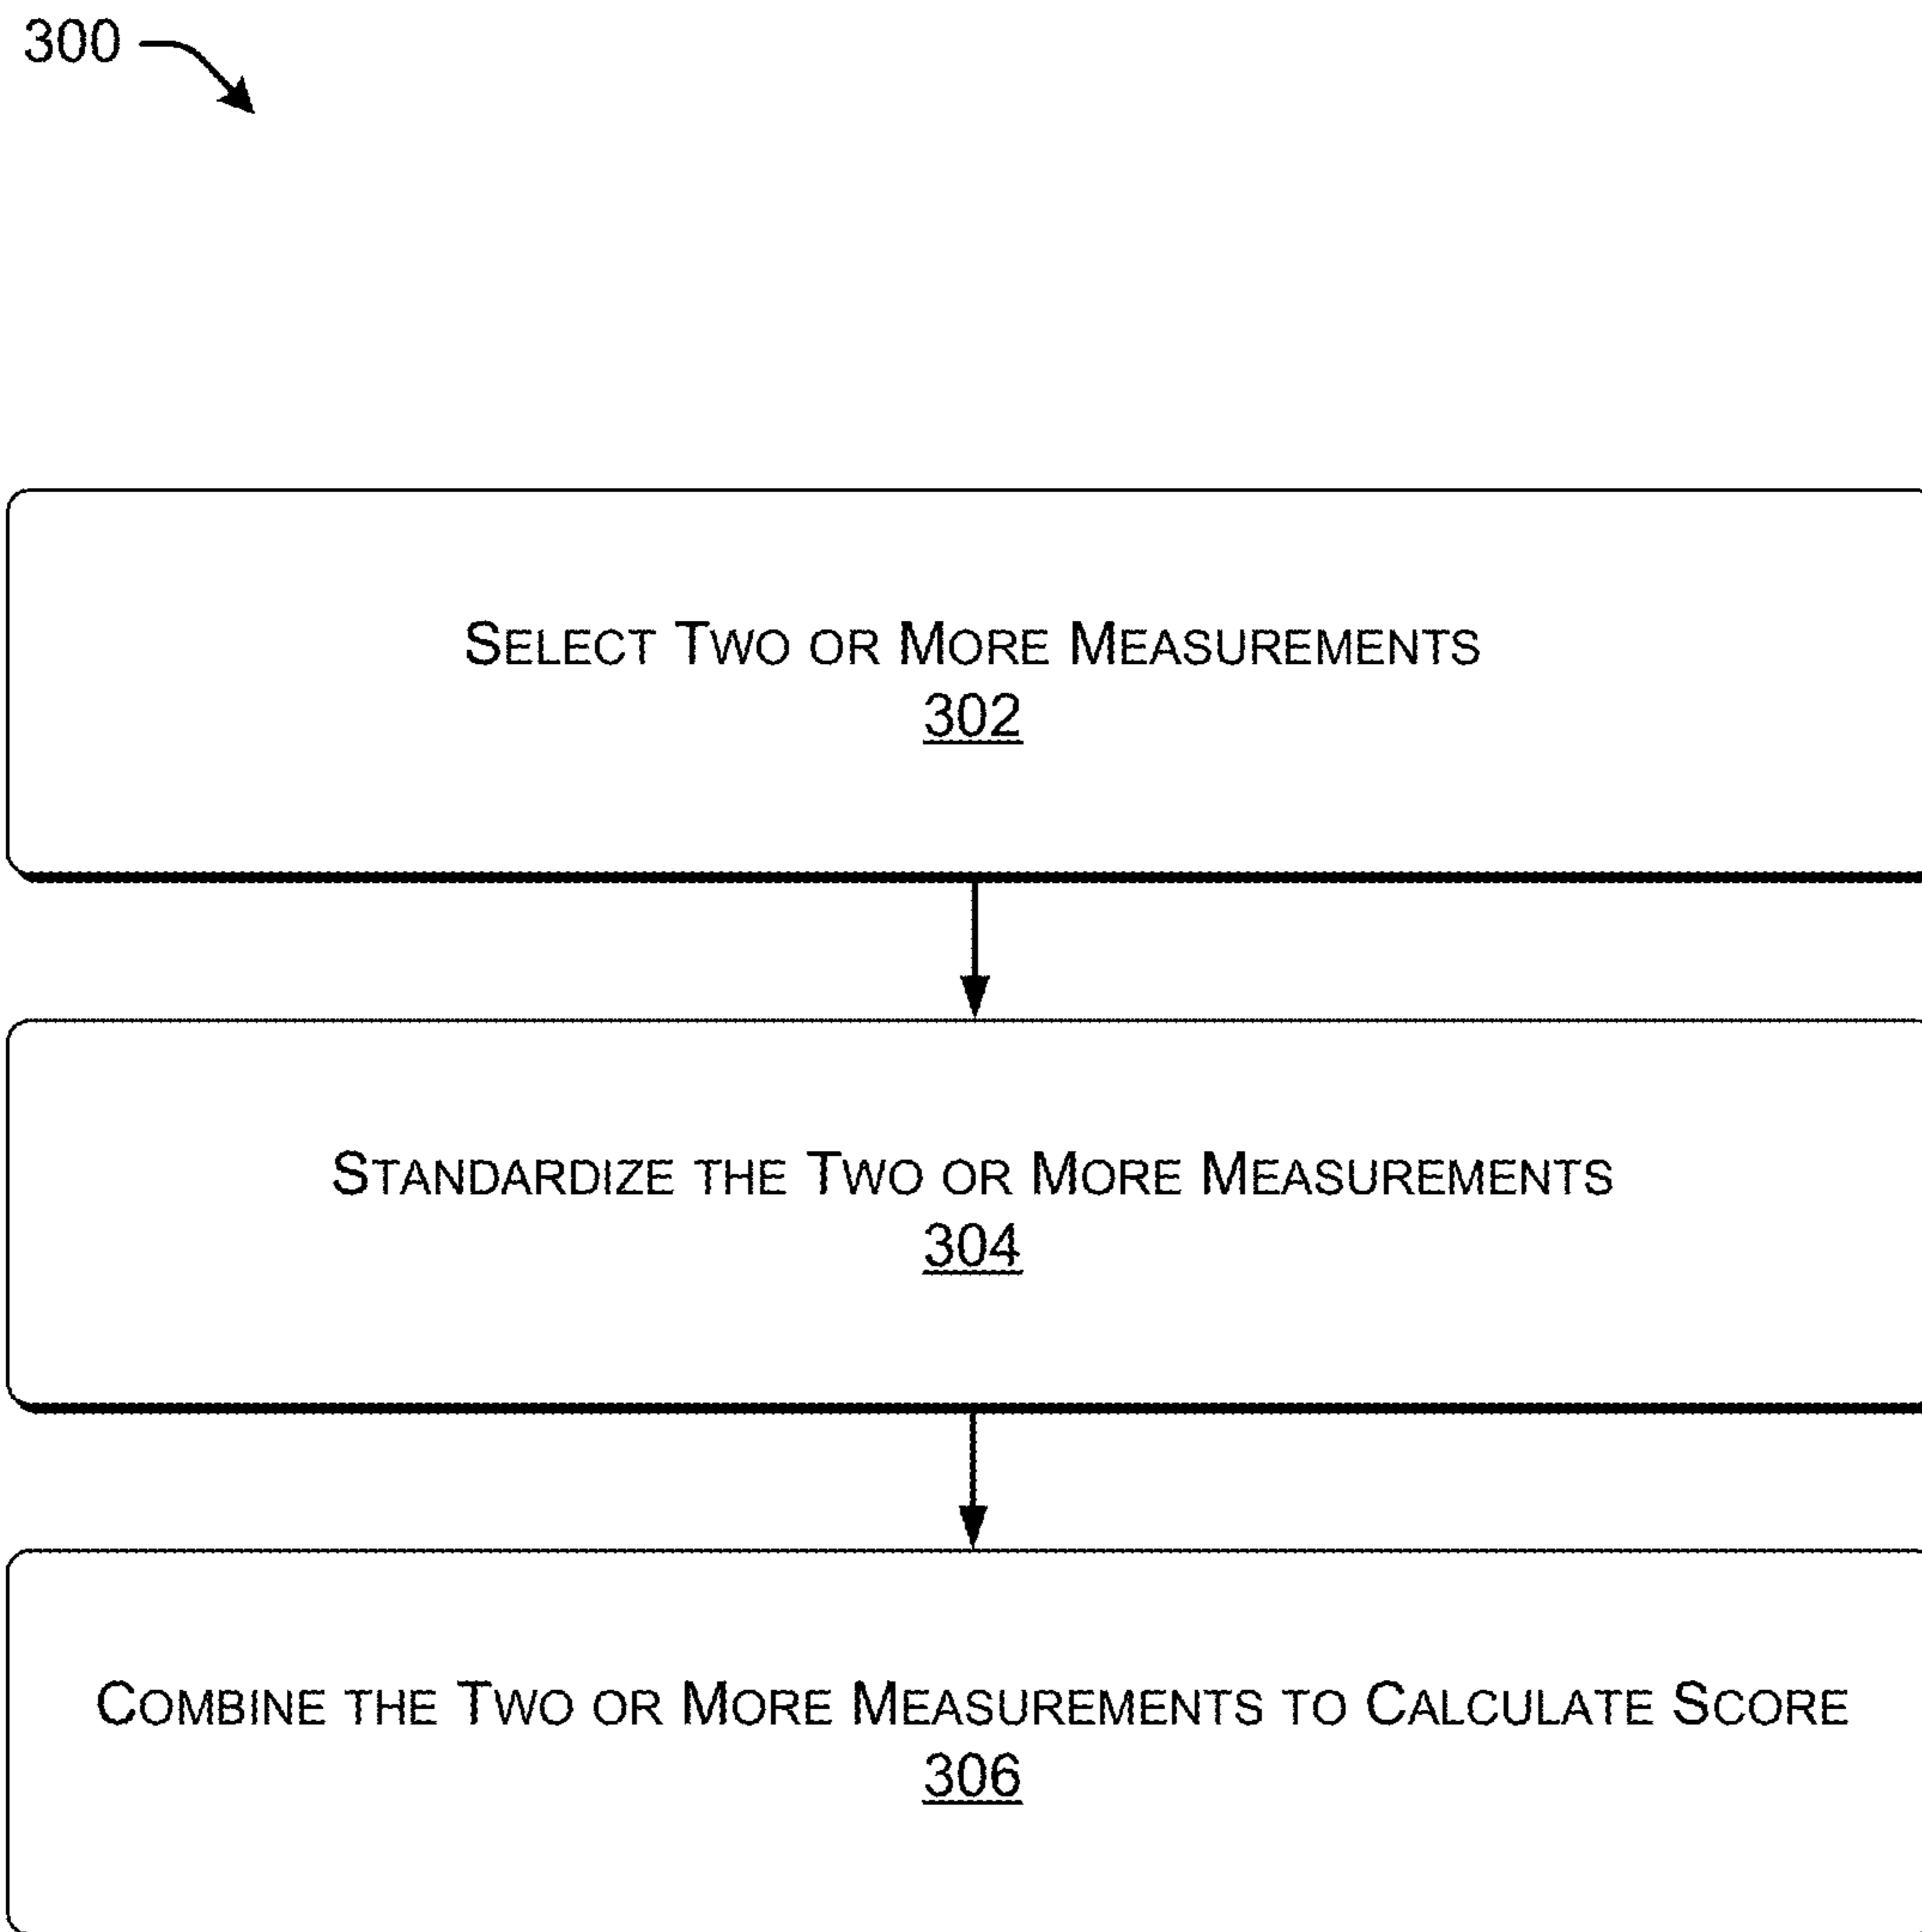 300
Select Two or More Measurements
302
Standardize the Two or More Measurements
304
Combine the Two or More Measurements to Calculate Score
306